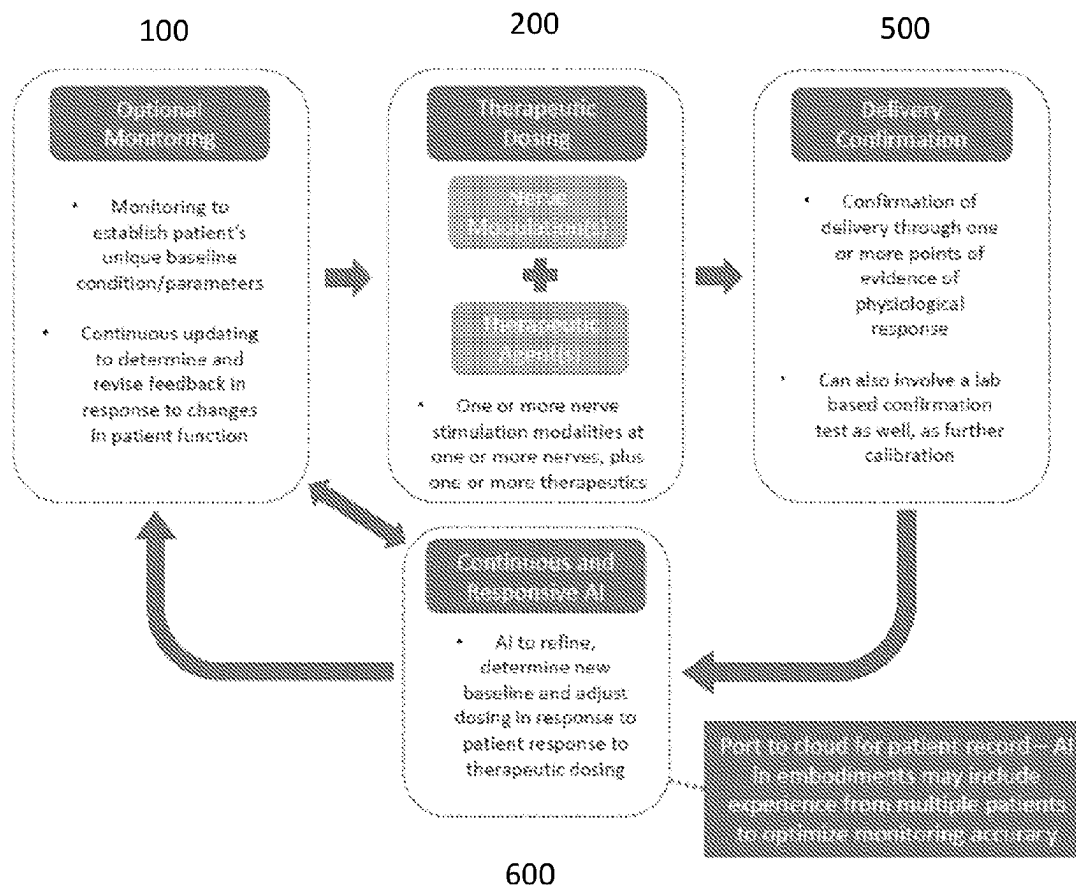 100
200
500
Optional
Monitoring
• Monitoring to
establish patient's
unique baseline
condition/parameters
• Continuous updating
to determine and
revise feedback in
response to changes
in patient function
Therapeutic
Dosing
Nerve
+
Therapeutic
• One or more nerve
stimulation modalities at
one or more nerves, plus
one or more therapeutics
Delivery
Confirmation
• Confirmation of
delivery through one
or more points of
evidence of
physiological
response
• Can also involve a lab
based confirmation
test as well, as further
calibration
Continuous and
Responsive AI
• AI to refine,
determine new
baseline and adjust
dosing in response to
patient response to
therapeutic dosing
Port to cloud for patient record – AI
in embodiments may include
experience from multiple patients
to optimize monitoring accuracy
600